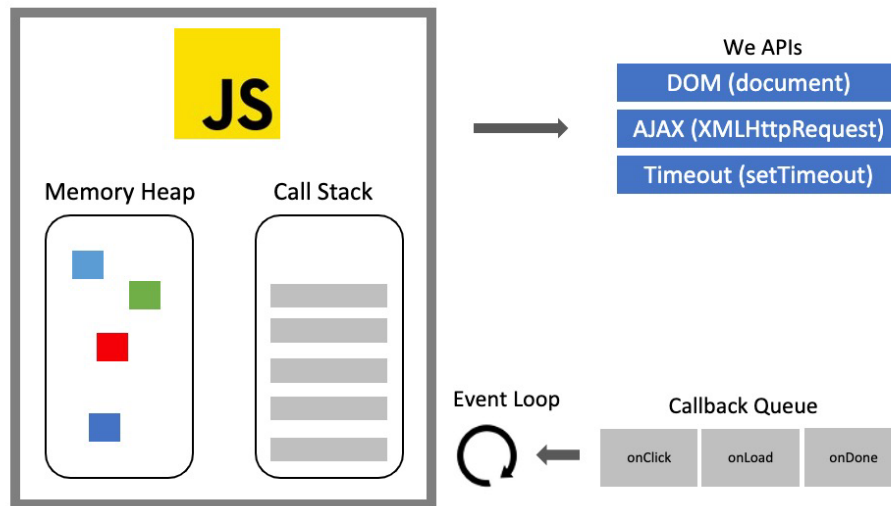 JS
We APIs
DOM (document)
AJAX (XMLHttpRequest)
Timeout (setTimeout)
Memory Heap
Call Stack
Event Loop
Callback Queue
onClick
onLoad
onDone